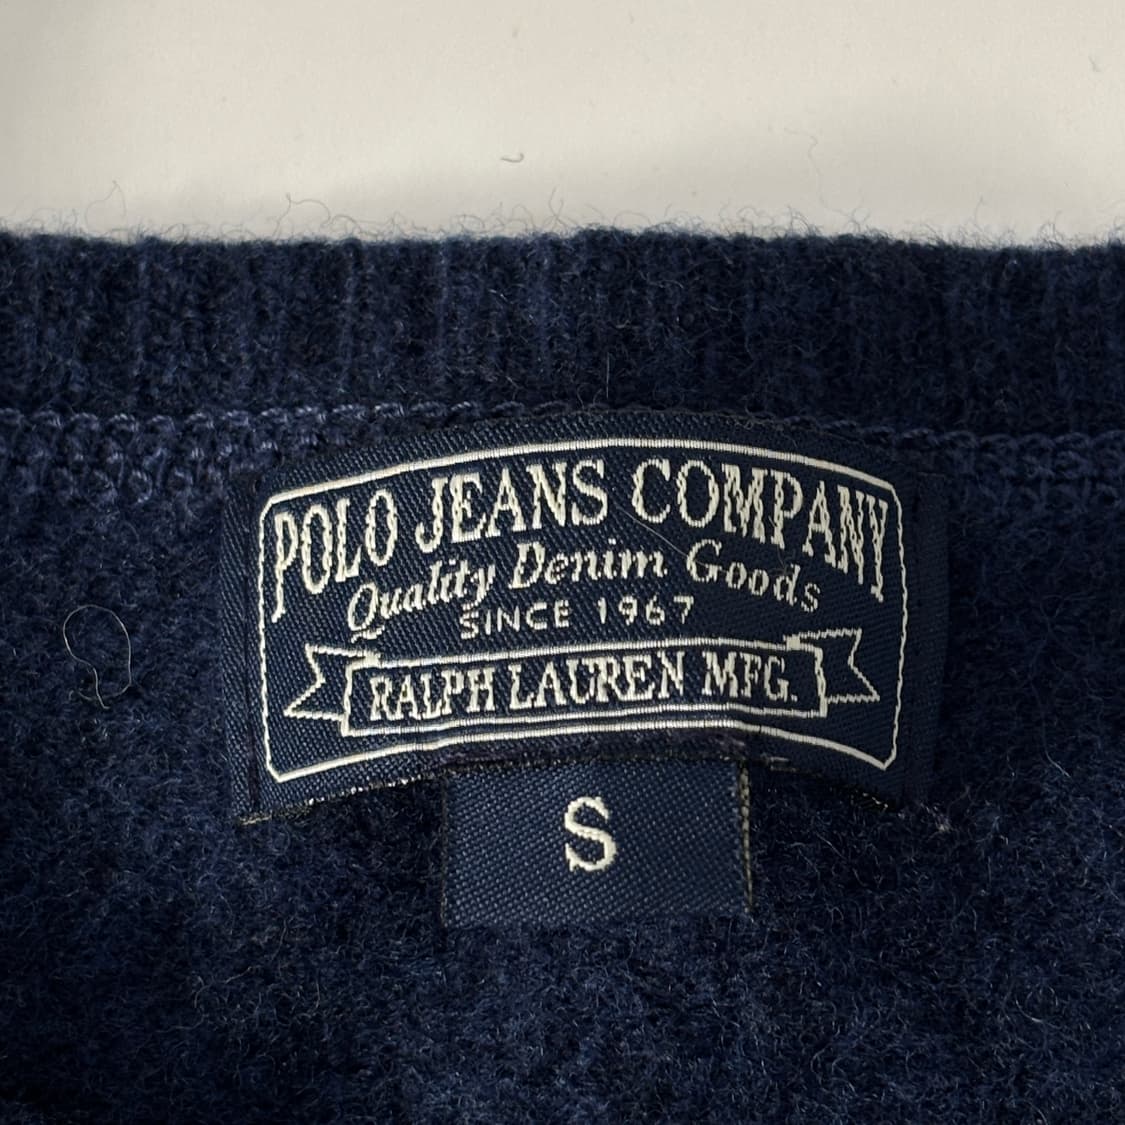 POLO JEANS COMPANY
Quality Denim Goods
SINCE 1967
RALPH LAUREN MFG.
S